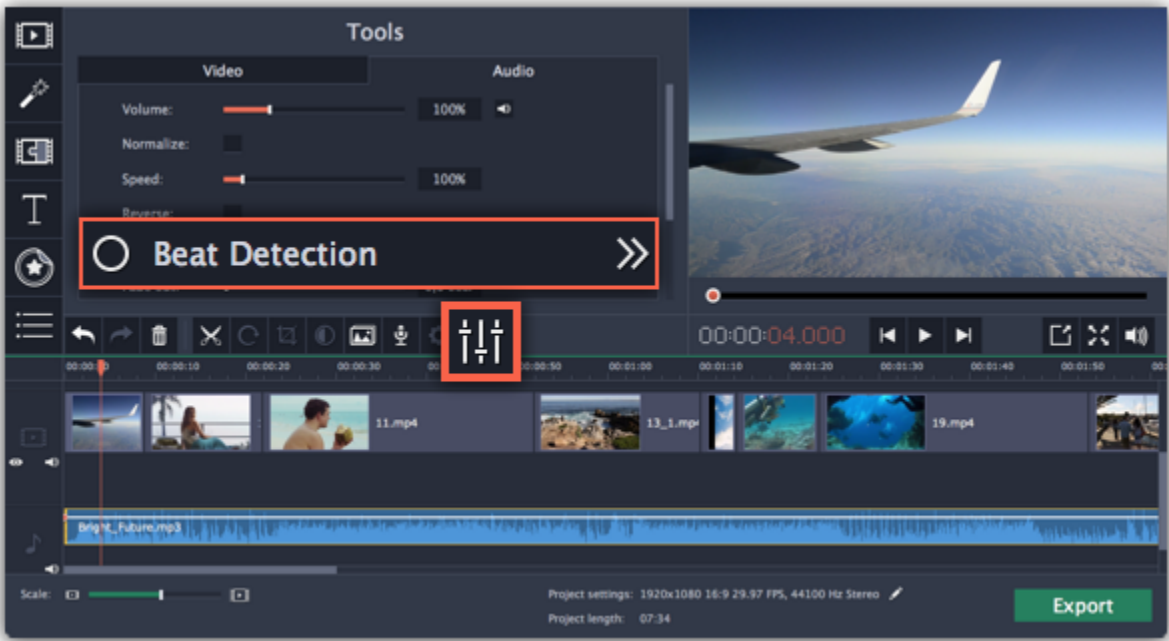 Tools
Video
Audio
Volume:
100%
Normalize:
Speed:
100%
Reverse:
Beat Detection
T
00:00:04.000
00:00:10
00:00:20
00:00:30
00:00:50
00:01:00
00:01:10
00:01:20
00:01:30
00:01:40
00:01:50
11.mp4
13_1.mp
19.mp4
Bright_Future.mp3
Scale:
Project settings: 1920x1080 16:9 29.97 FPS, 44100 Hz Stereo
Project length: 07:34
Export